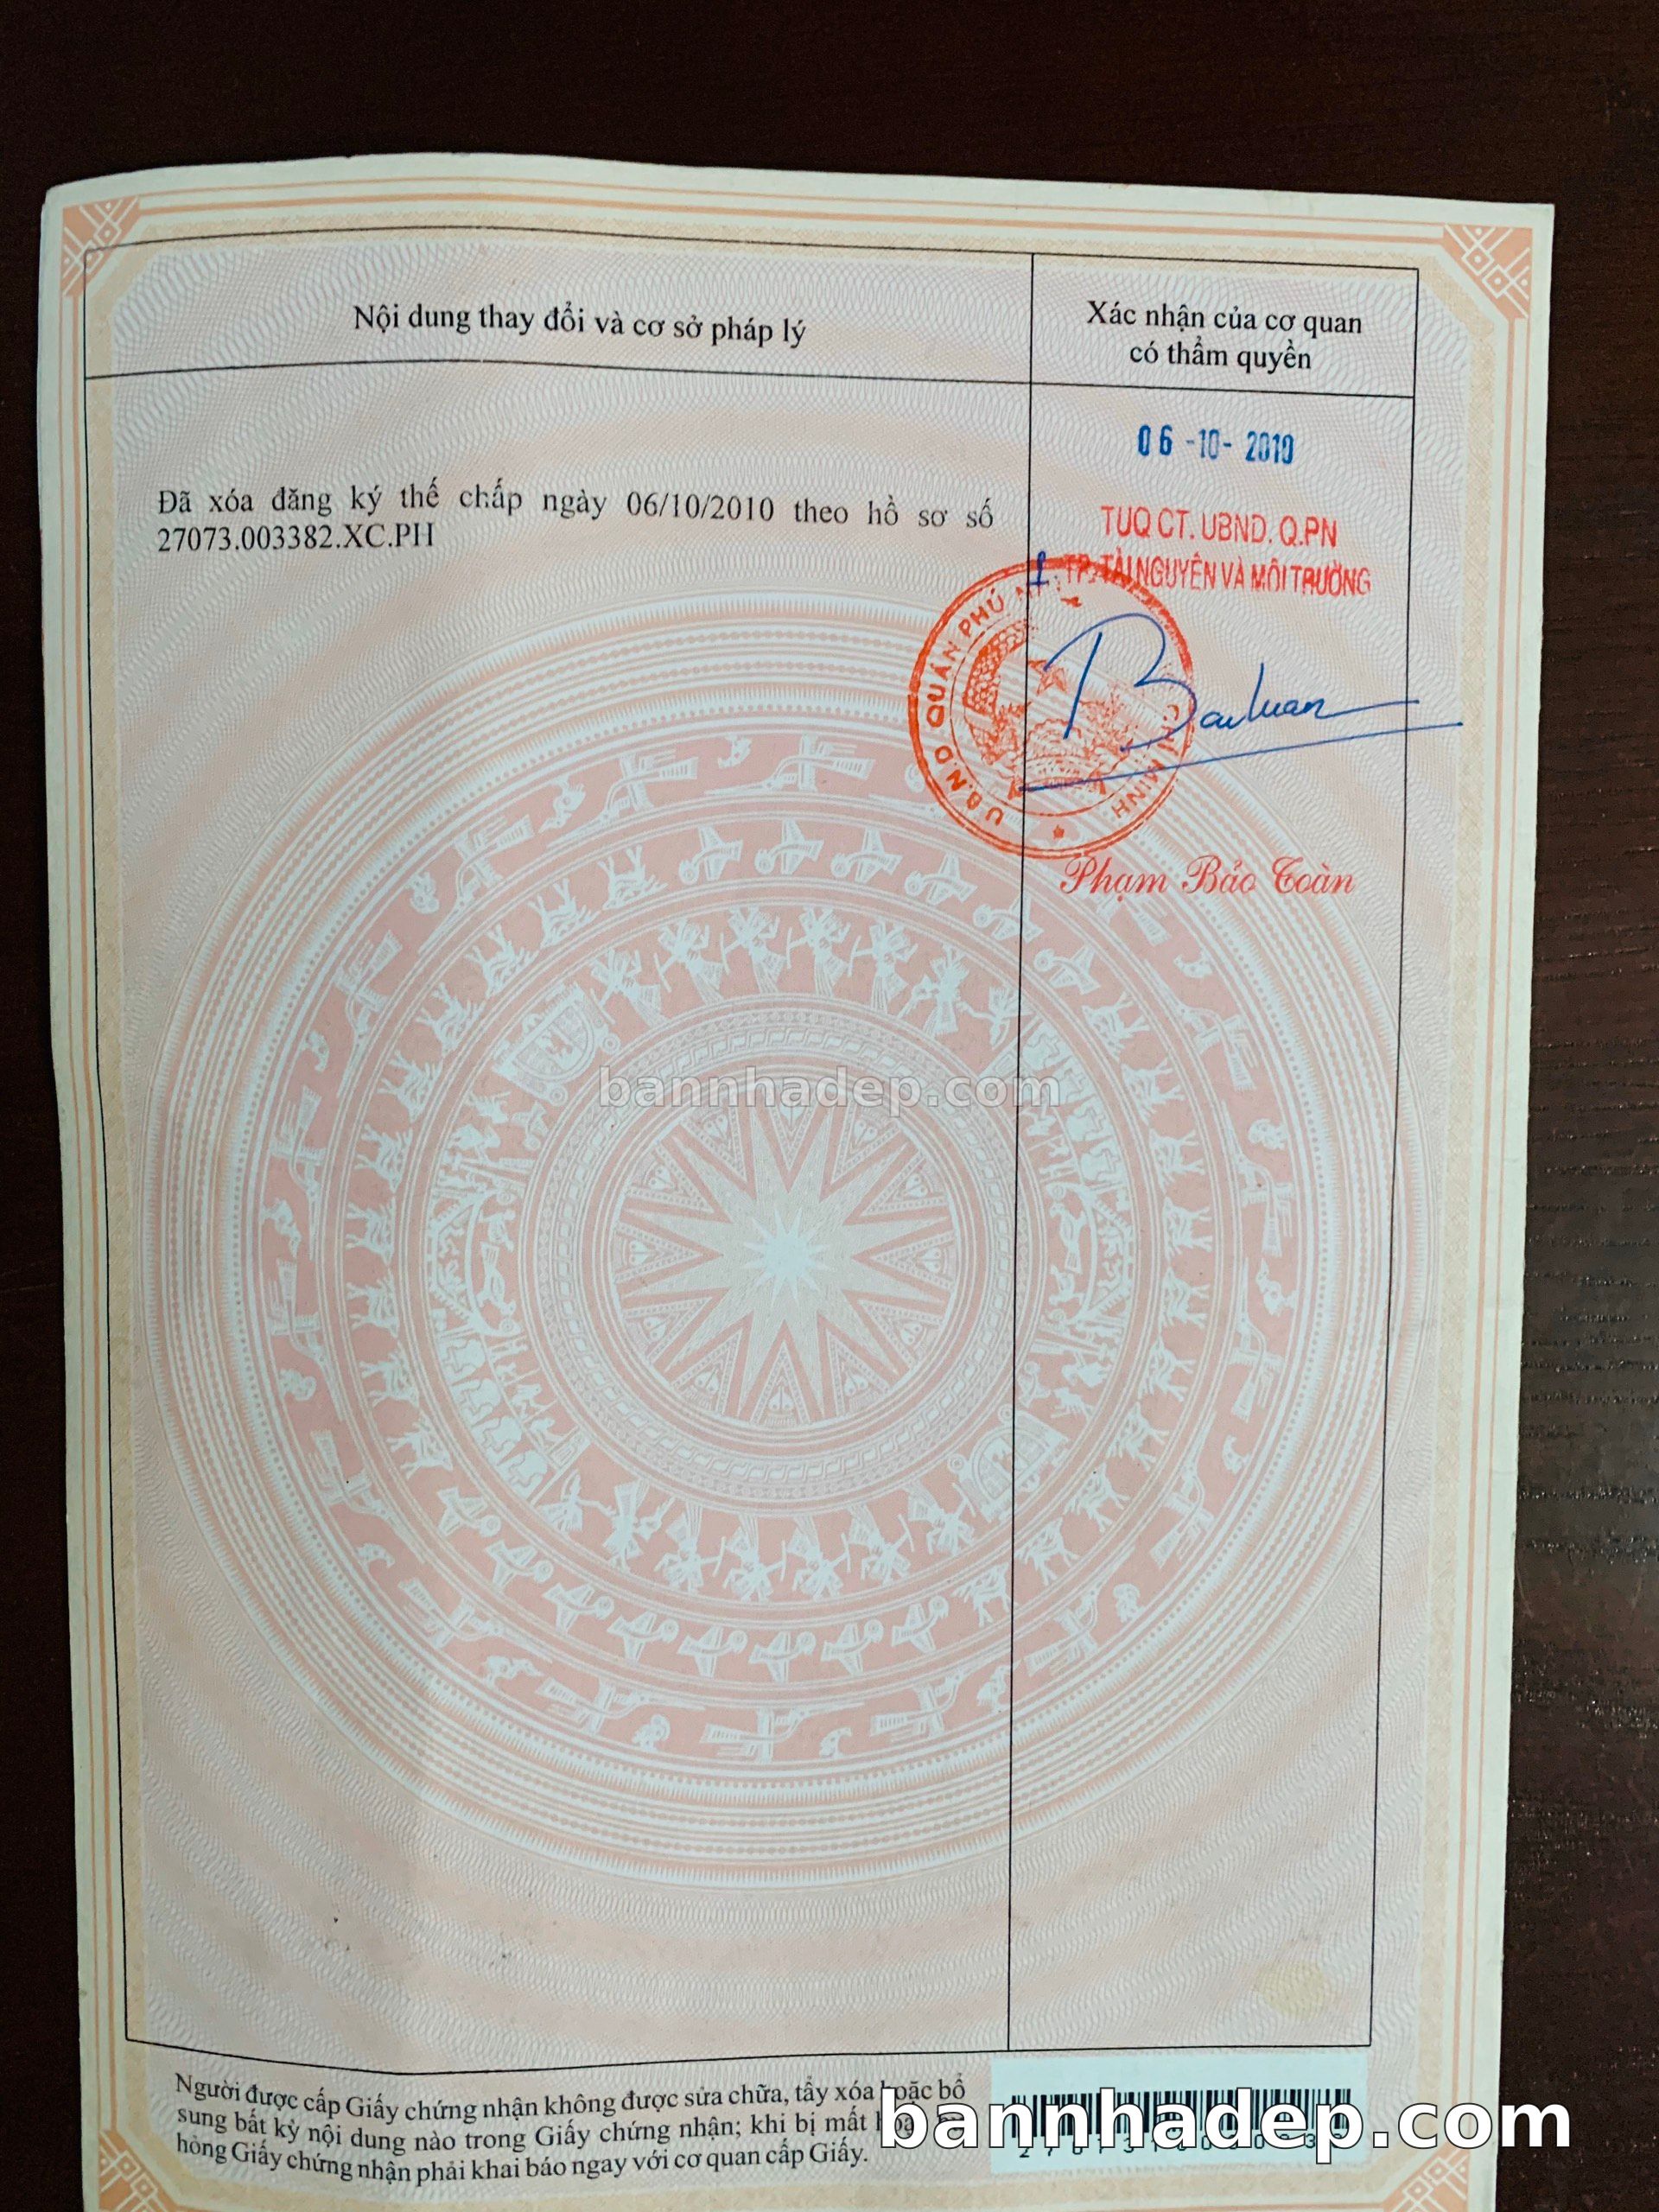 Nội dung thay đổi và cơ sở pháp lý
Xác nhận của cơ quan
có thẩm quyền
06 -10- 2010
Đã xóa đăng ký thế chấp ngày 06/10/2010 theo hồ sơ số
27073.003382.XC.PH
TUQ CT. UBND. Q.PN
TP. TÀI NGUYÊN VÀ MÔI TRƯỜNG
U.B.N.D QUẬN PHÚ
MINH
Phạm Bảo Toàn
bannhadep.com
Người được cấp Giấy chứng nhận không được sửa chữa, tẩy xóa hoặc bổ
sung bất kỳ nội dung nào trong Giấy chứng nhận; khi bị mất
hỏng Giấy chứng nhận phải khai báo ngay với cơ quan cấp Giấy.
bannhadep.com